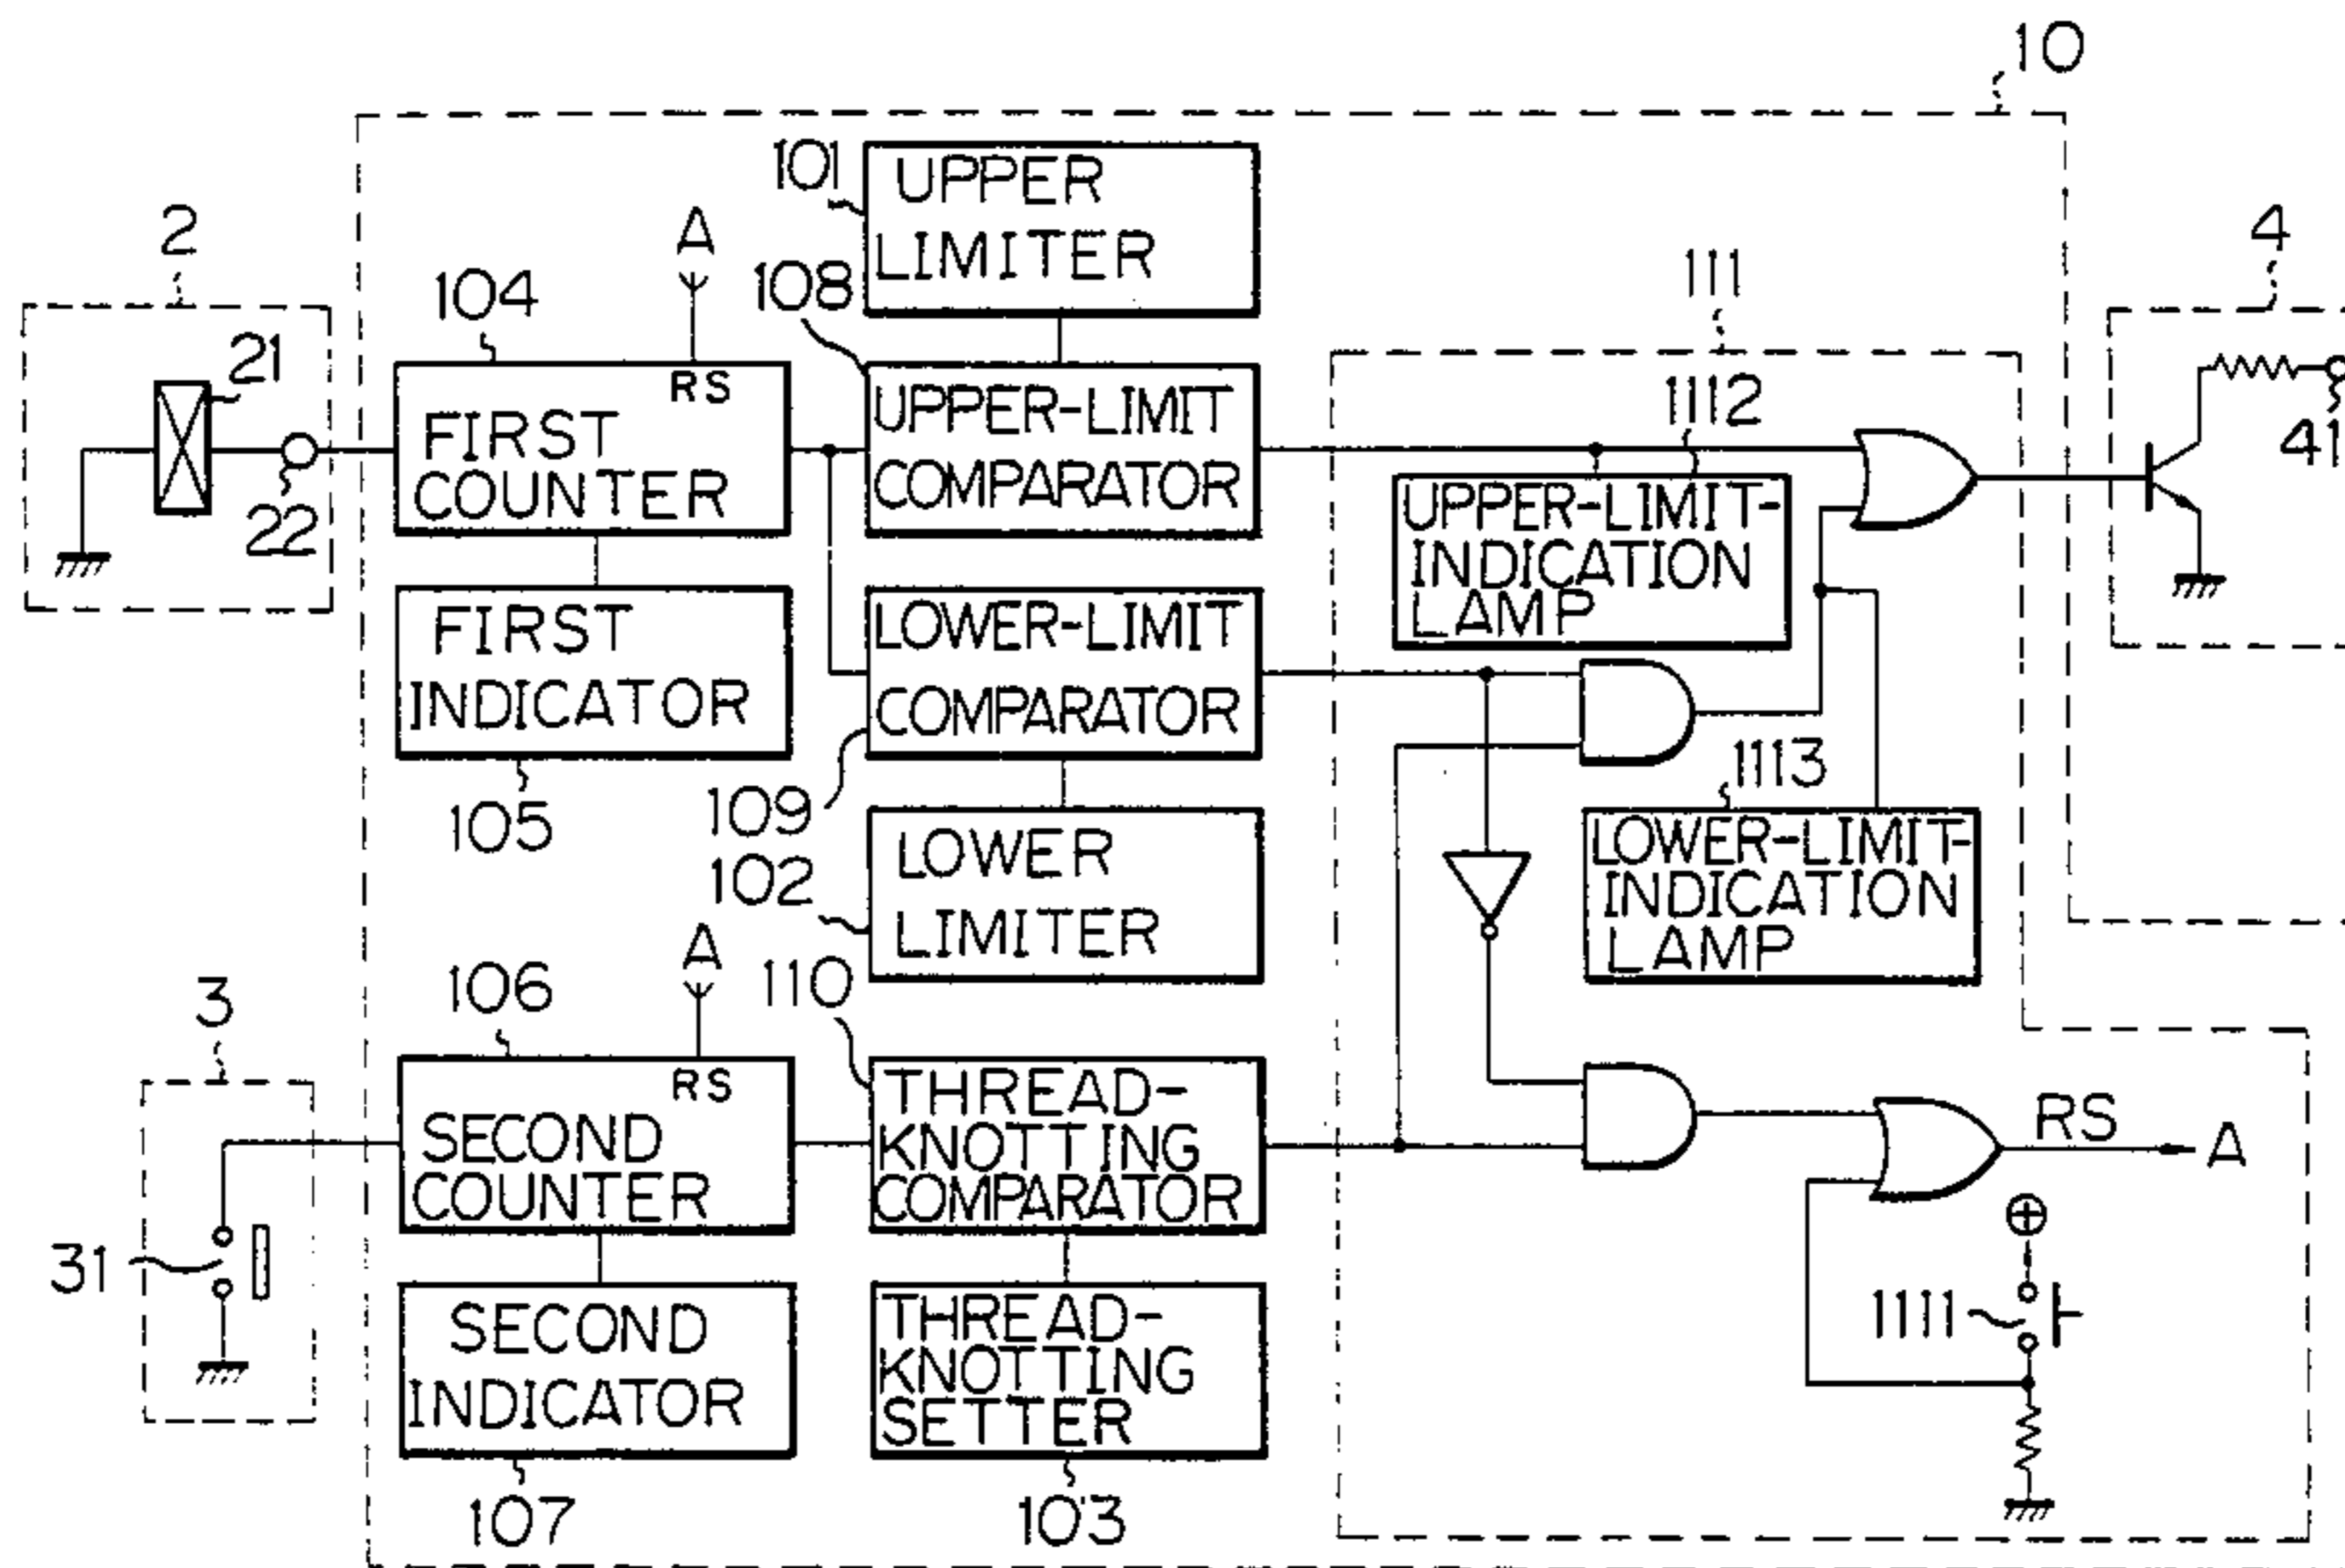 10
101
UPPER
LIMITER
2
A
4
104
108
111
21
RS
1112
FIRST
COUNTER
UPPER-LIMIT
COMPARATOR
22
41
UPPER-LIMIT-
INDICATION
LAMP
FIRST
INDICATOR
LOWER-LIMIT
COMPARATOR
105
109
1113
102
LOWER
LIMITER
LOWER-LIMIT-
INDICATION
LAMP
A
3
106
110
RS
SECOND
COUNTER
THREAD-
KNOTTING
COMPARATOR
RS
A
31
1111
SECOND
INDICATOR
THREAD-
KNOTTING
SETTER
107
103